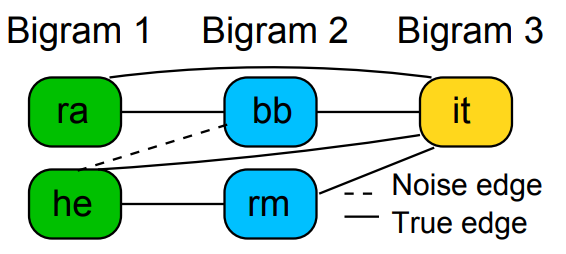 Bigram 1 Bigram 2 Bigram 3
ra bb it
he rm
Noise edge
True edge